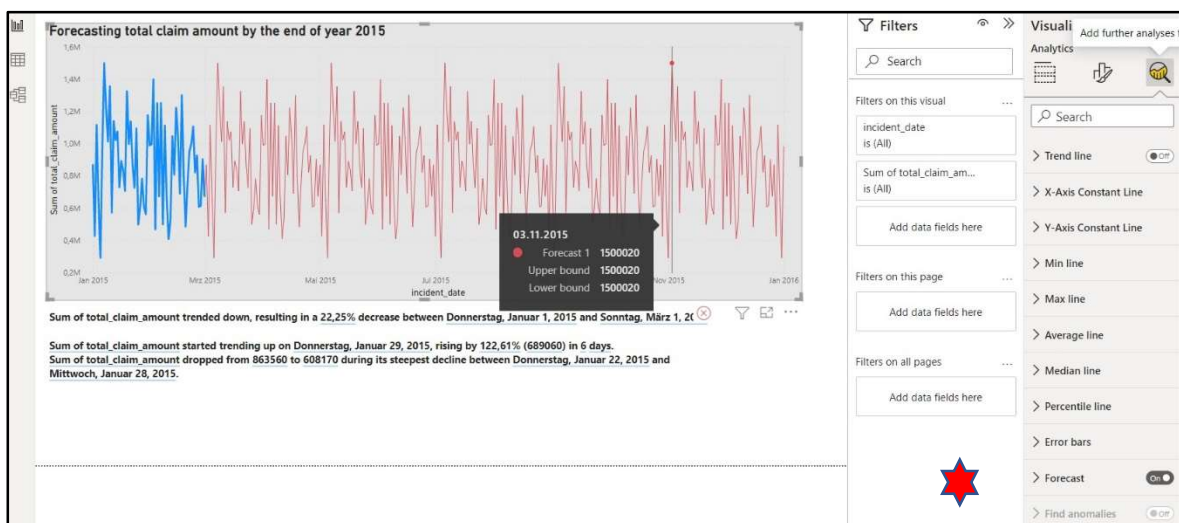 Forecasting total claim amount by the end of year 2015
1,6M
1,4M
1,2M
1,0M
0,8M
0,6M
0,4M
0,2M
Sum of total_claim_amount
Jan 2015
Mrz 2015
Mai 2015
Jul 2015
Nov 2015
Jan 2016
incident_date
03.11.2015
Forecast 1 1500020
Upper bound 1500020
Lower bound 1500020
Sum of total_claim_amount trended down, resulting in a 22,25% decrease between Donnerstag, Januar 1, 2015 and Sonntag, März 1, 20
Sum of total_claim_amount started trending up on Donnerstag, Januar 29, 2015, rising by 122,61% (689060) in 6 days.
Sum of total_claim_amount dropped from 863560 to 608170 during its steepest decline between Donnerstag, Januar 22, 2015 and
Mittwoch, Januar 28, 2015.
Filters
Search
Filters on this visual ...
incident_date
is (All)
Sum of total_claim_am...
is (All)
Add data fields here
Filters on this page ...
Add data fields here
Filters on all pages ...
Add data fields here
Visuali
Add further analyses
Analytics
Search
Trend line Off
X-Axis Constant Line
Y-Axis Constant Line
Min line
Max line
Average line
Median line
Percentile line
Error bars
Forecast On
Find anomalies Off